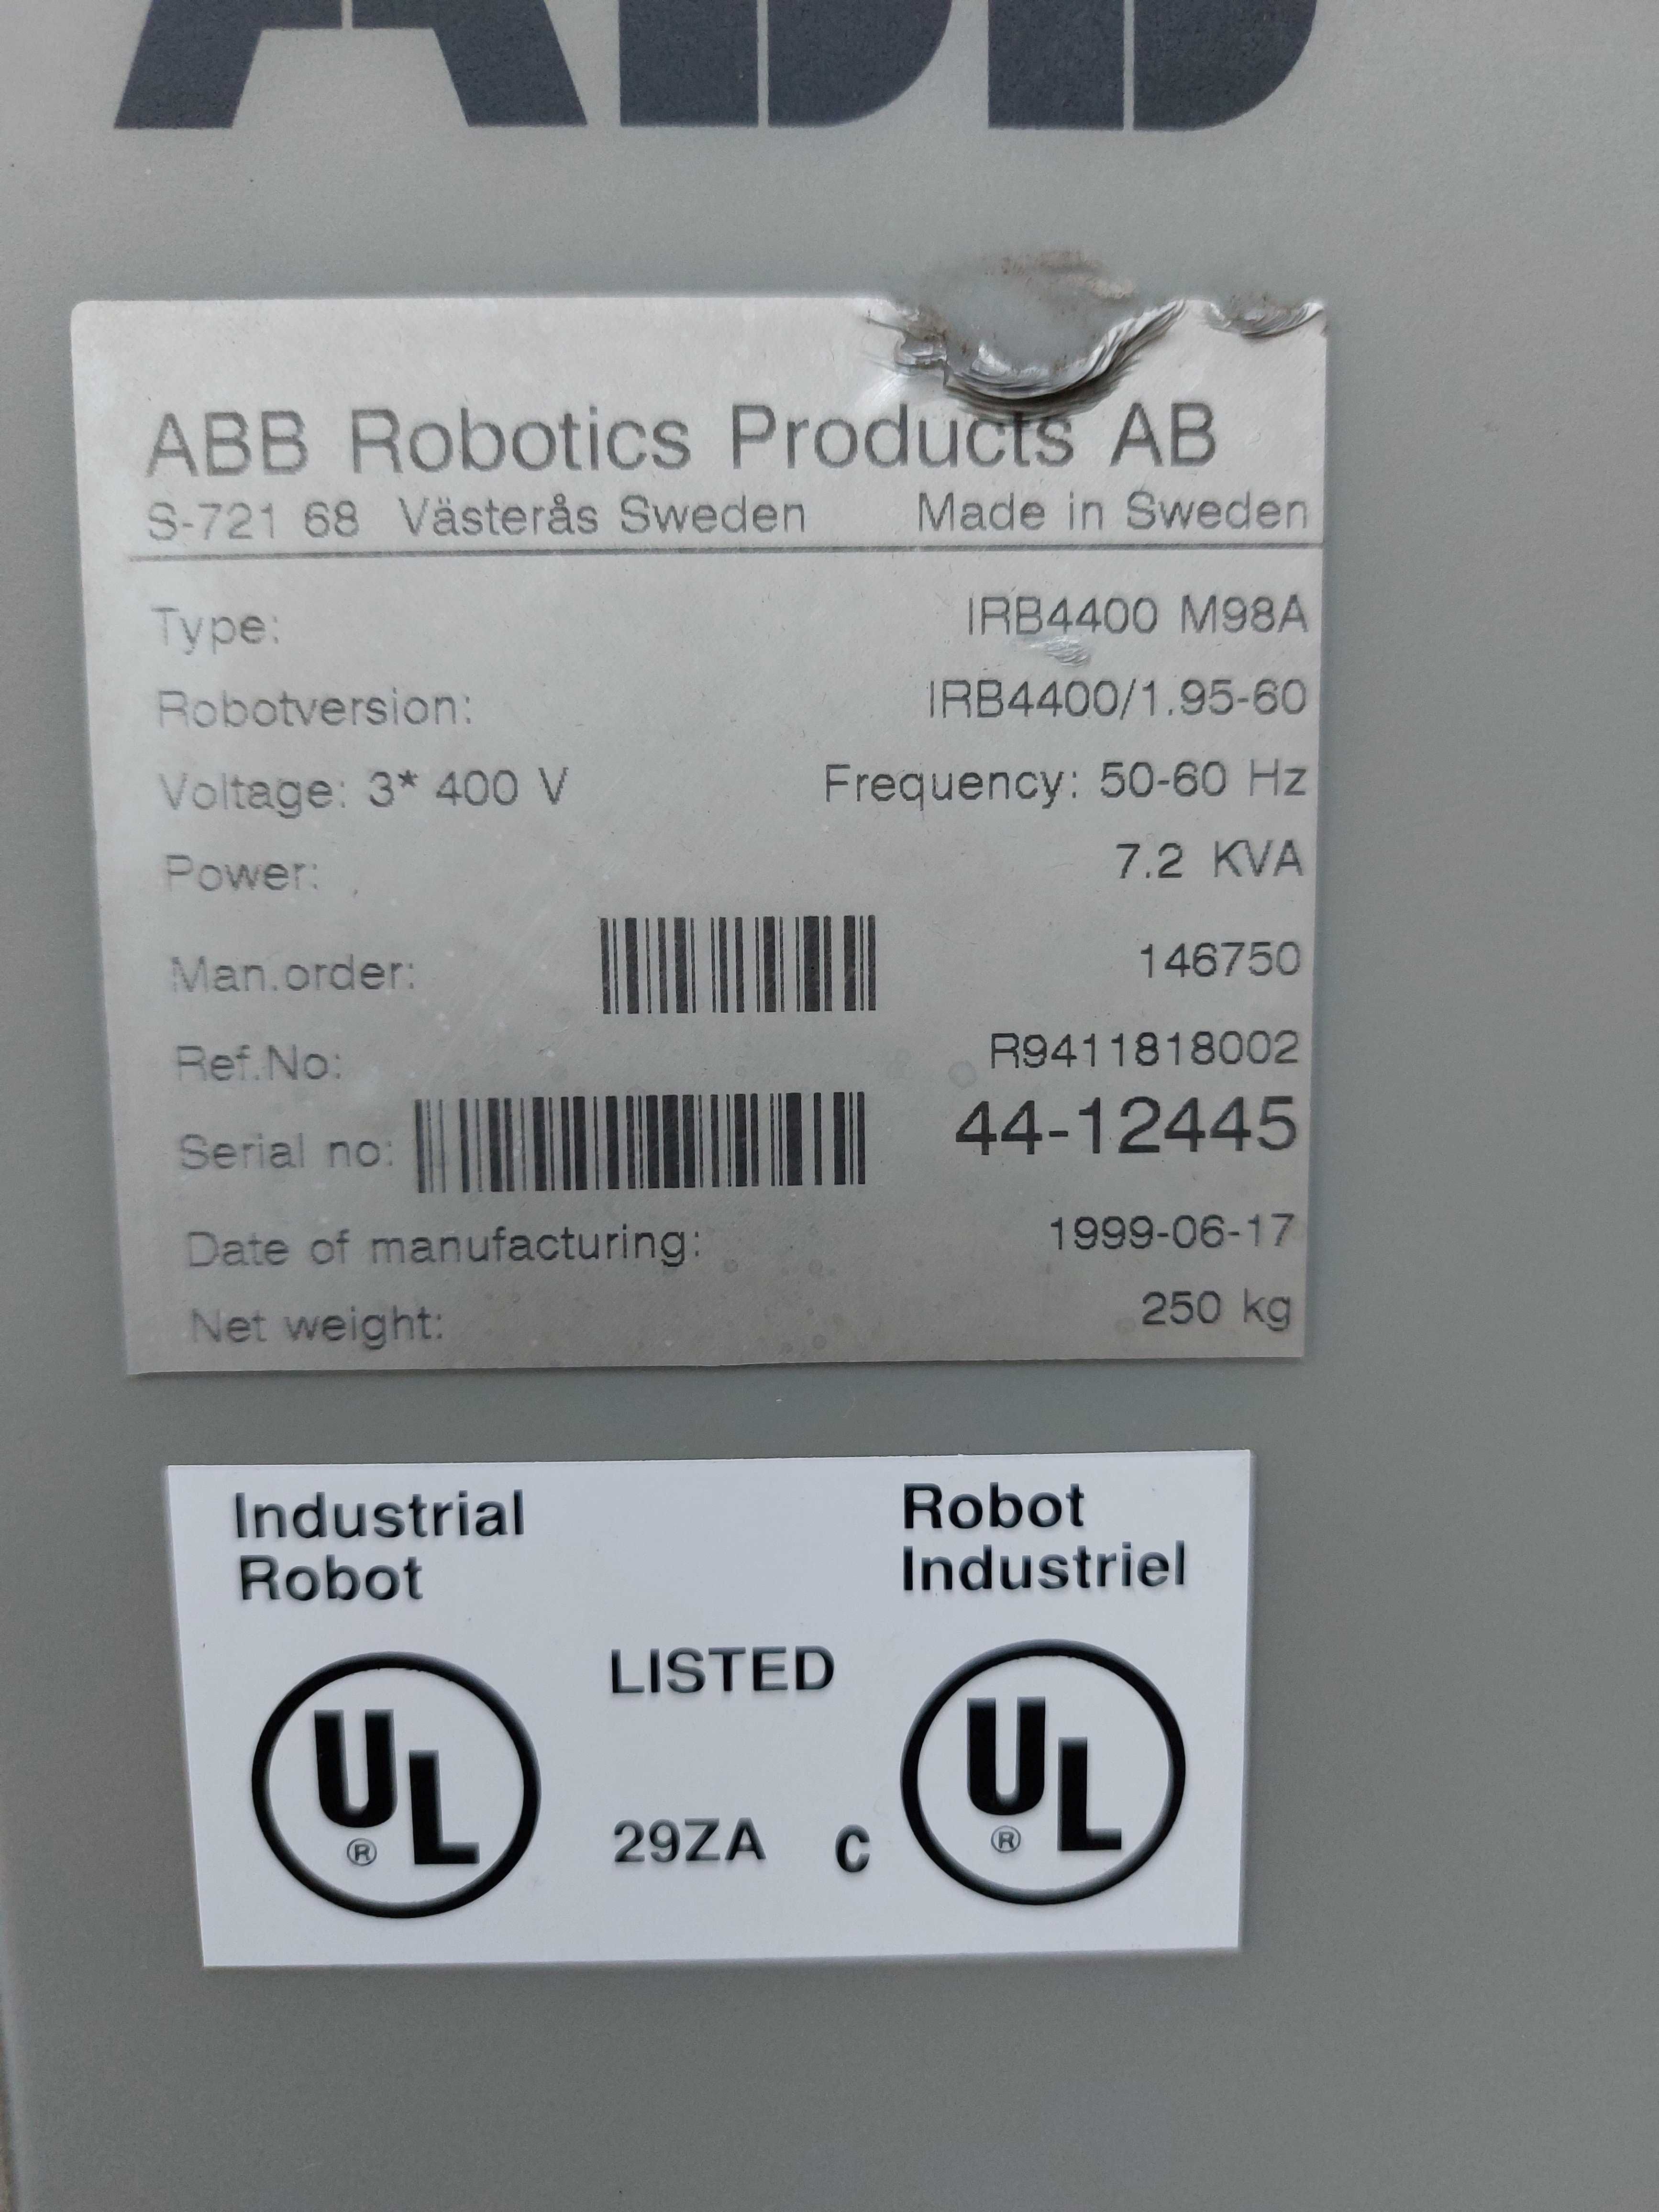 ABB
ABB Robotics Products AB
S-721 68 Västerås Sweden Made in Sweden
Type: IRB4400 M98A
Robotversion: IRB4400/1.95-60
Voltage: 3* 400 V Frequency: 50-60 Hz
Power: 7.2 KVA
Man.order: 146750
Ref.No: R9411818002
Serial no: 44-12445
Date of manufacturing: 1999-06-17
Net weight: 250 kg
Industrial Robot
Robot Industriel
LISTED
UL® 29ZA C UL®